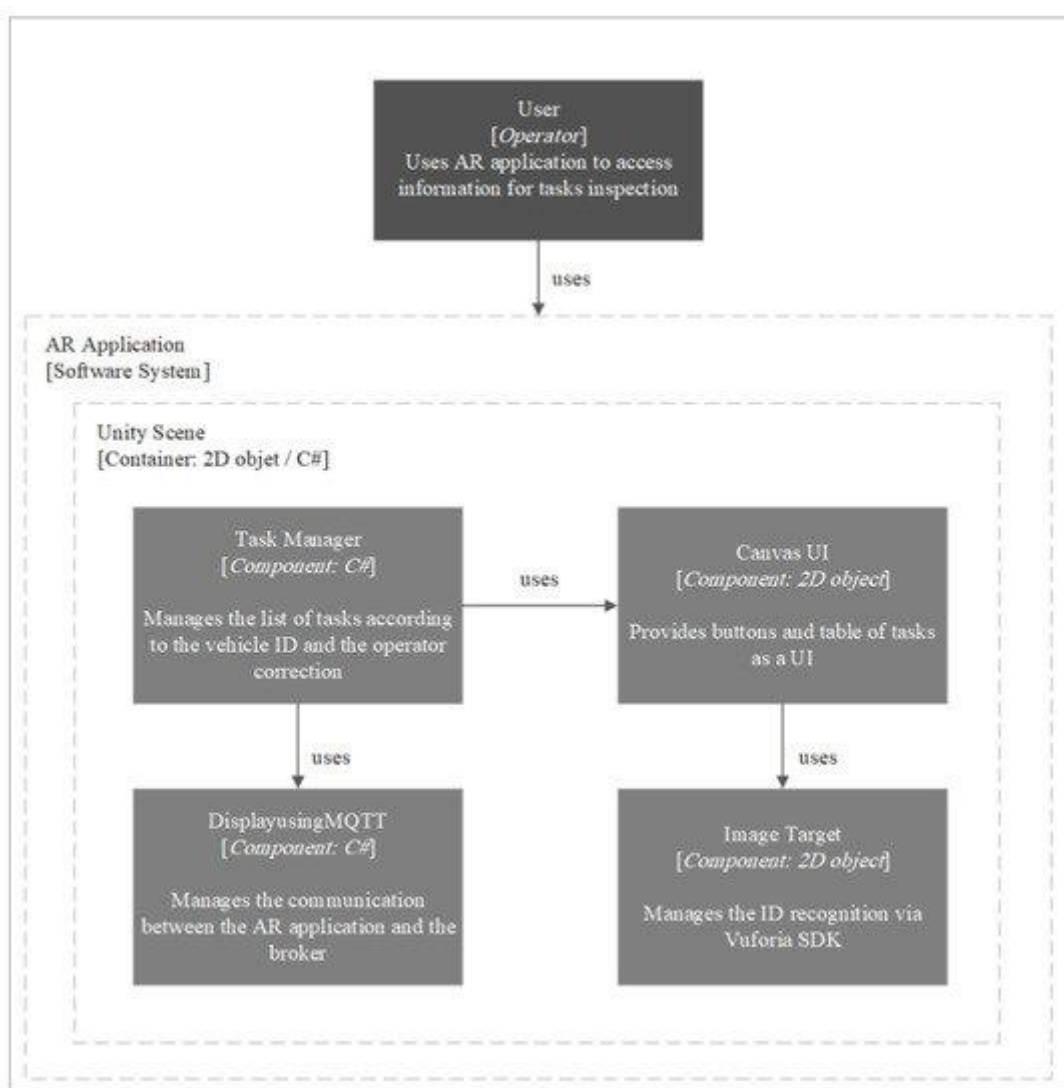 User
[Operator]
Uses AR application to access
information for tasks inspection
uses
AR Application
[Software System]
Unity Scene
[Container: 2D objet / C#]
Task Manager
[Component: C#]
Manages the list of tasks according
to the vehicle ID and the operator
correction
uses
Canvas UI
[Component: 2D object]
Provides buttons and table of tasks
as a UI
uses
uses
DisplayusingMQTT
[Component: C#]
Manages the communication
between the AR application and the
broker
Image Target
[Component: 2D object]
Manages the ID recognition via
Vuforia SDK